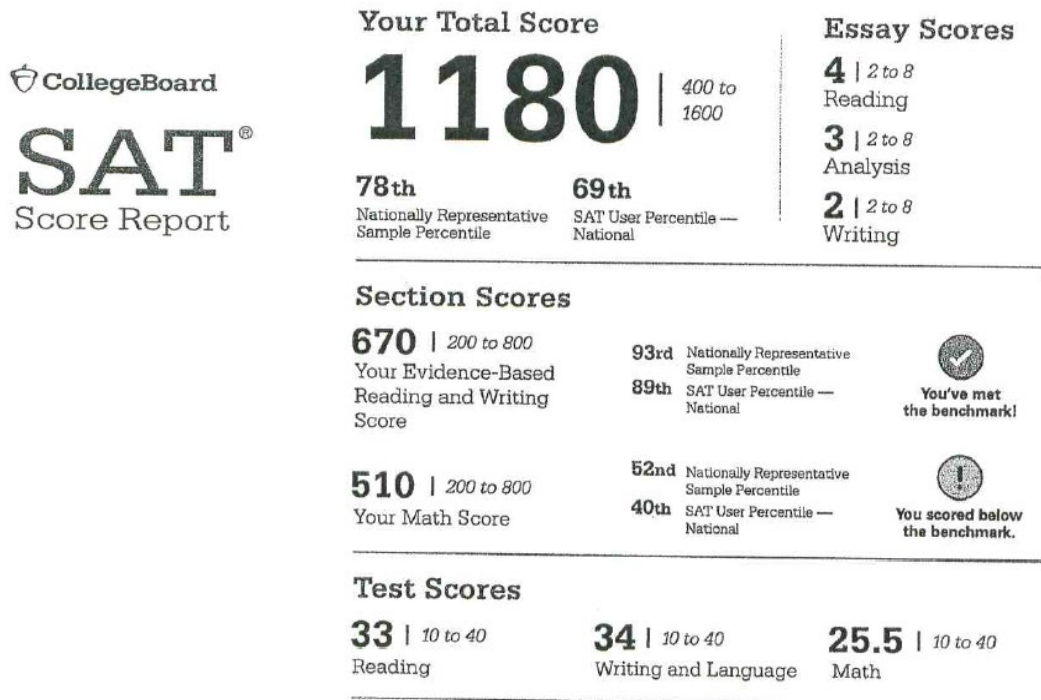 CollegeBoard
SAT®
Score Report
Your Total Score
1180 | 400 to
1600
78th
Nationally Representative
Sample Percentile
69th
SAT User Percentile —
National
Essay Scores
4 | 2 to 8
Reading
3 | 2 to 8
Analysis
2 | 2 to 8
Writing
Section Scores
670 | 200 to 800
Your Evidence-Based
Reading and Writing
Score
93rd Nationally Representative
Sample Percentile
89th SAT User Percentile —
National
You've met
the benchmark!
510 | 200 to 800
Your Math Score
52nd Nationally Representative
Sample Percentile
40th SAT User Percentile —
National
You scored below
the benchmark.
Test Scores
33 | 10 to 40
Reading
34 | 10 to 40
Writing and Language
25.5 | 10 to 40
Math